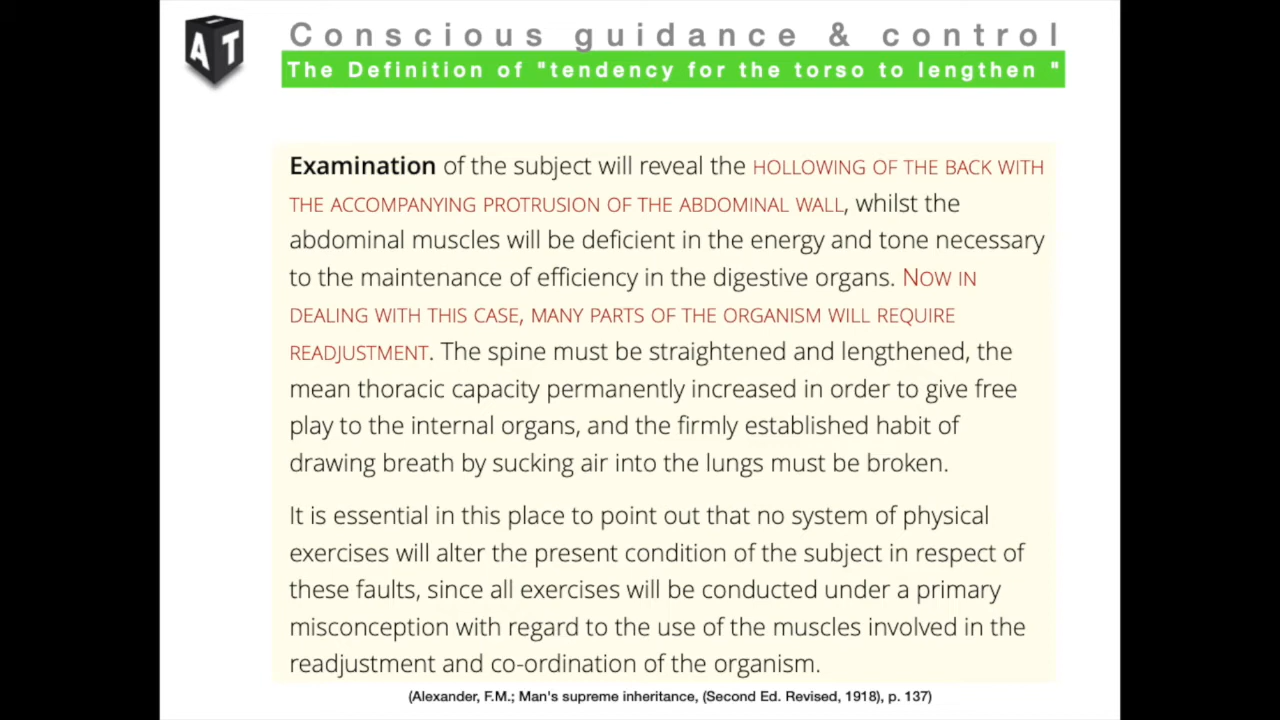 AT
Conscious guidance & control
The Definition of "tendency for the torso to lengthen "
Examination of the subject will reveal the HOLLOWING OF THE BACK WITH
THE ACCOMPANYING PROTRUSION OF THE ABDOMINAL WALL, whilst the
abdominal muscles will be deficient in the energy and tone necessary
to the maintenance of efficiency in the digestive organs. NOW IN
DEALING WITH THIS CASE, MANY PARTS OF THE ORGANISM WILL REQUIRE
READJUSTMENT. The spine must be straightened and lengthened, the
mean thoracic capacity permanently increased in order to give free
play to the internal organs, and the firmly established habit of
drawing breath by sucking air into the lungs must be broken.
It is essential in this place to point out that no system of physical
exercises will alter the present condition of the subject in respect of
these faults, since all exercises will be conducted under a primary
misconception with regard to the use of the muscles involved in the
readjustment and co-ordination of the organism.
(Alexander, F.M.; Man's supreme inheritance, (Second Ed. Revised, 1918), p. 137)